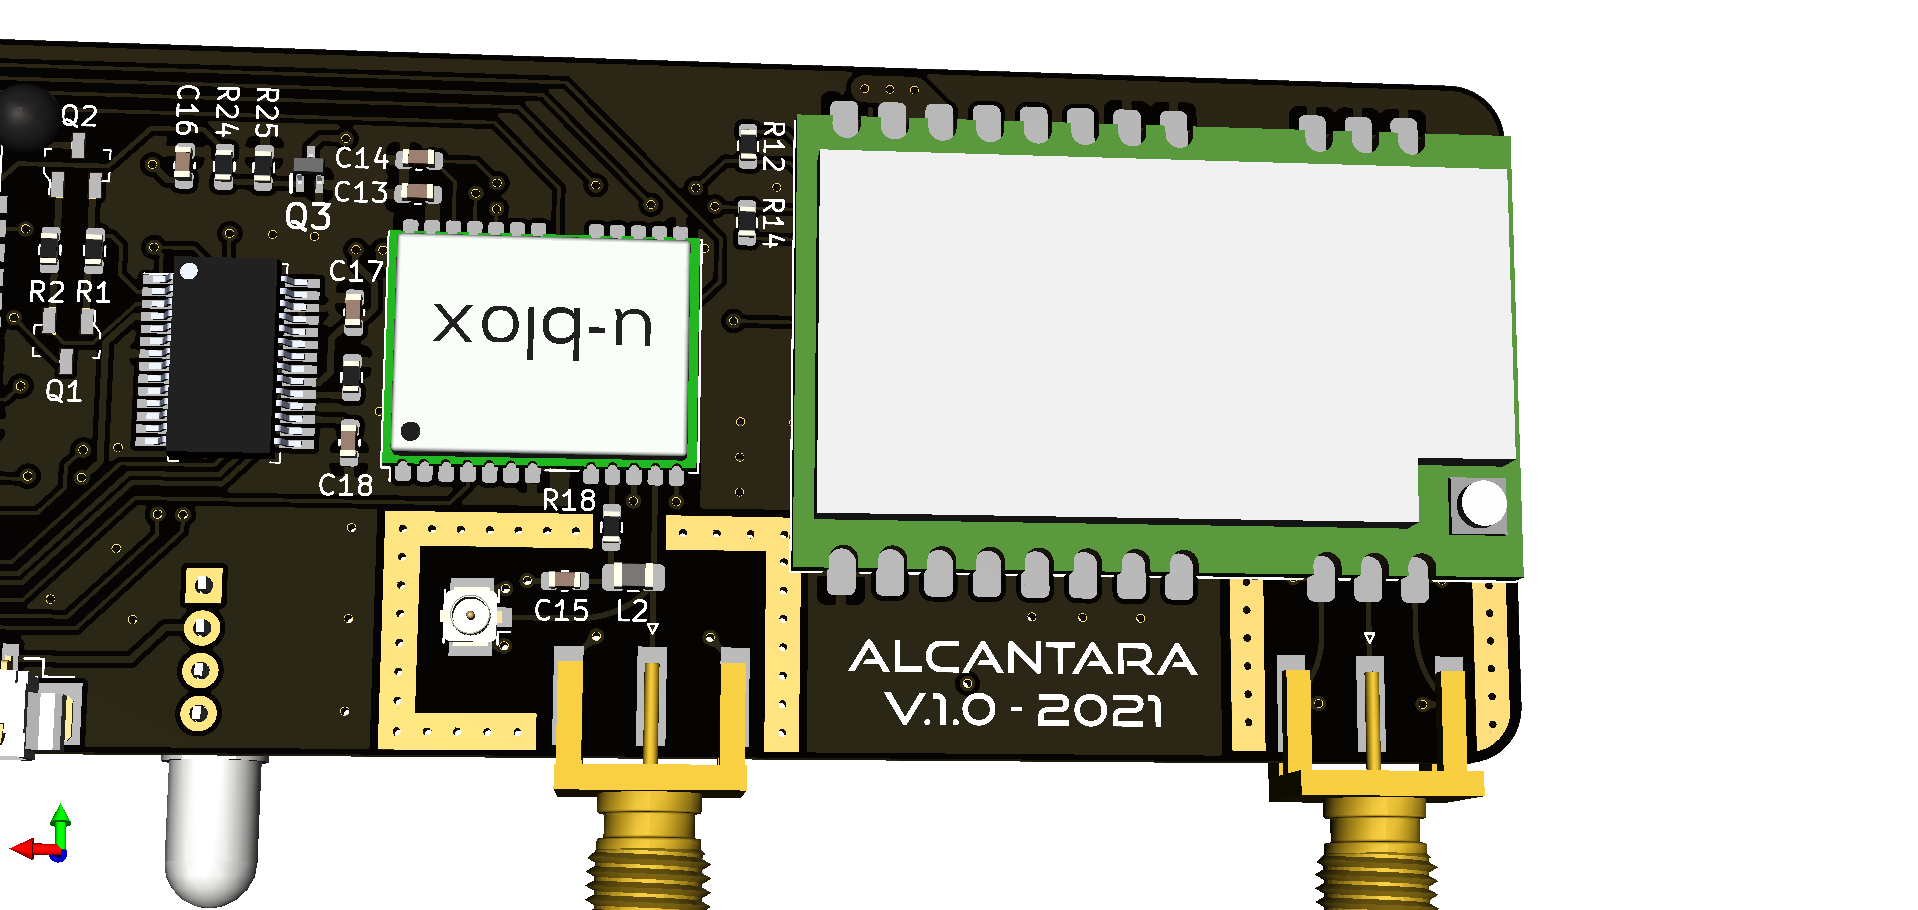 Q2
C16
R24
R25
C14
C13
Q3
R12
R14
C17
R2 R1
Q1
u-blox
C18
R18
C15
L2
ALCANTARA
V.1.0 - 2021